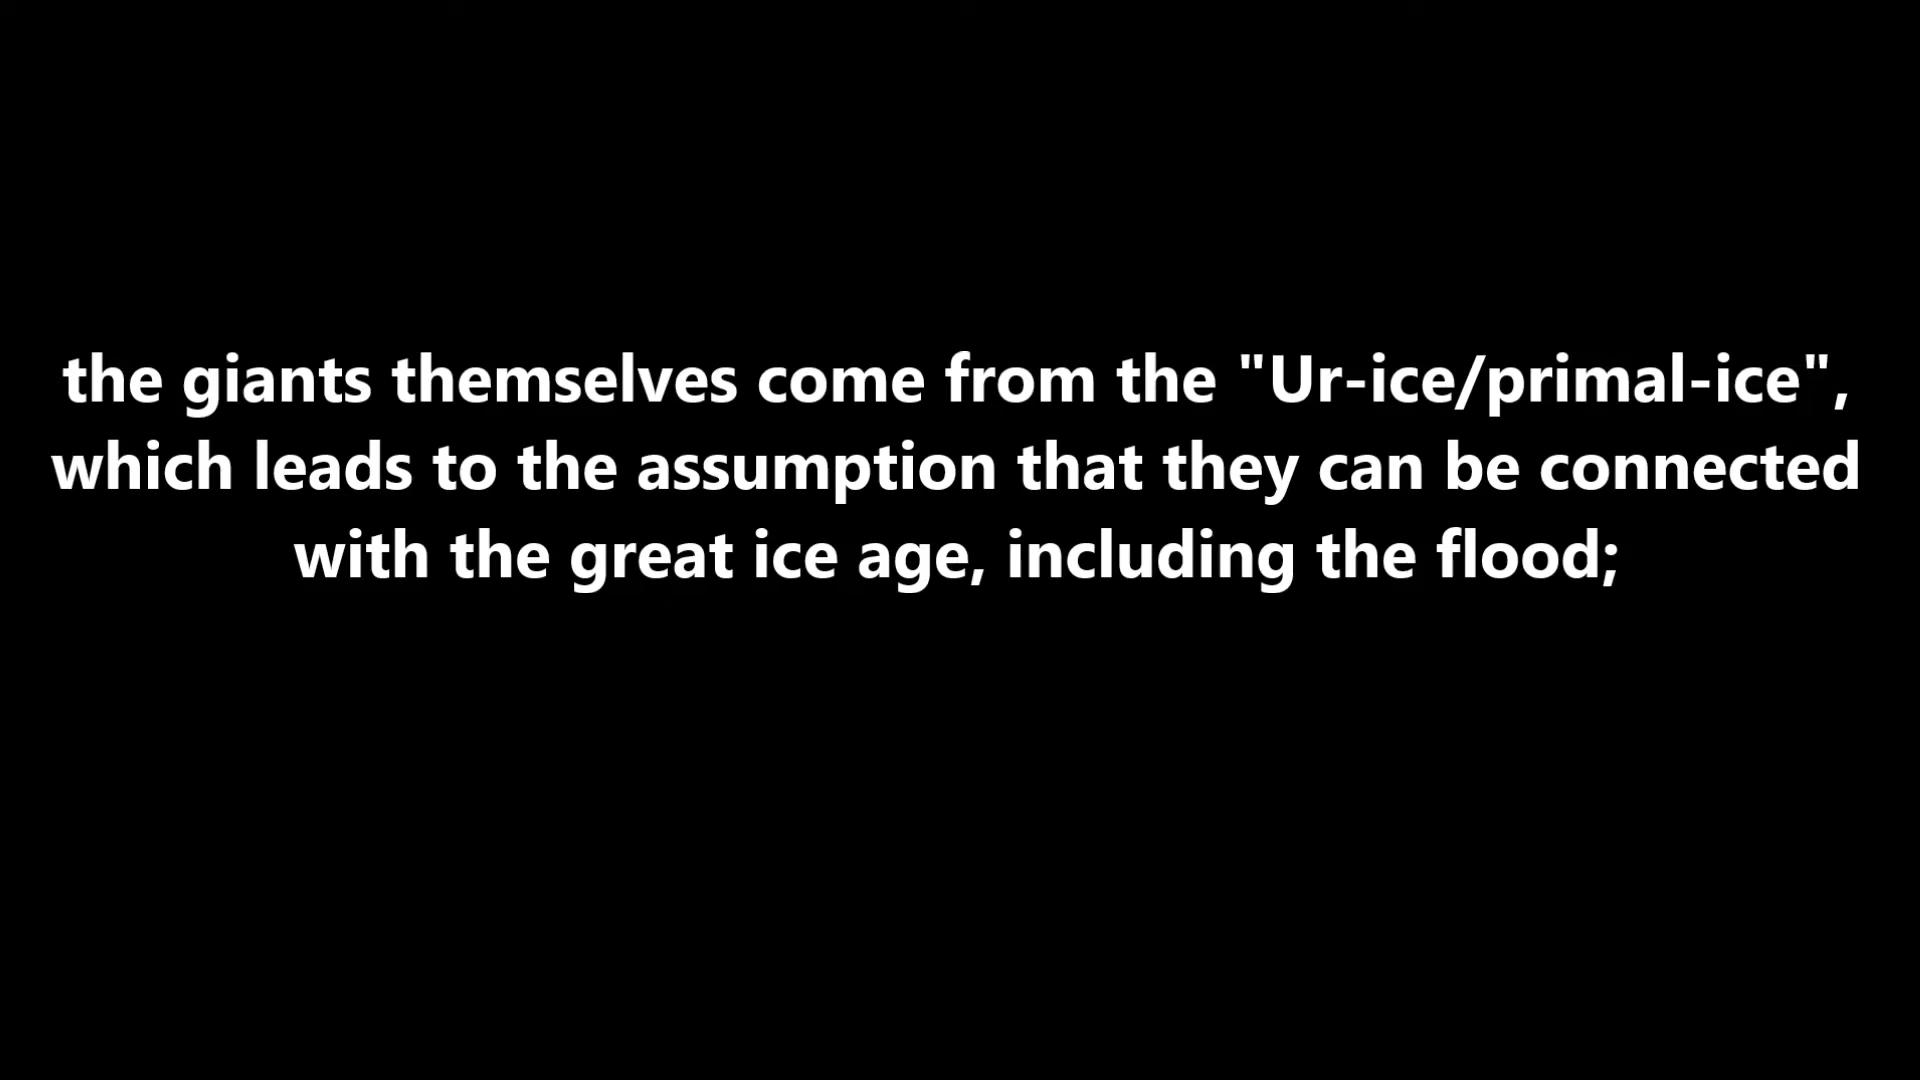 the giants themselves come from the "Ur-ice/primal-ice",
which leads to the assumption that they can be connected
with the great ice age, including the flood;